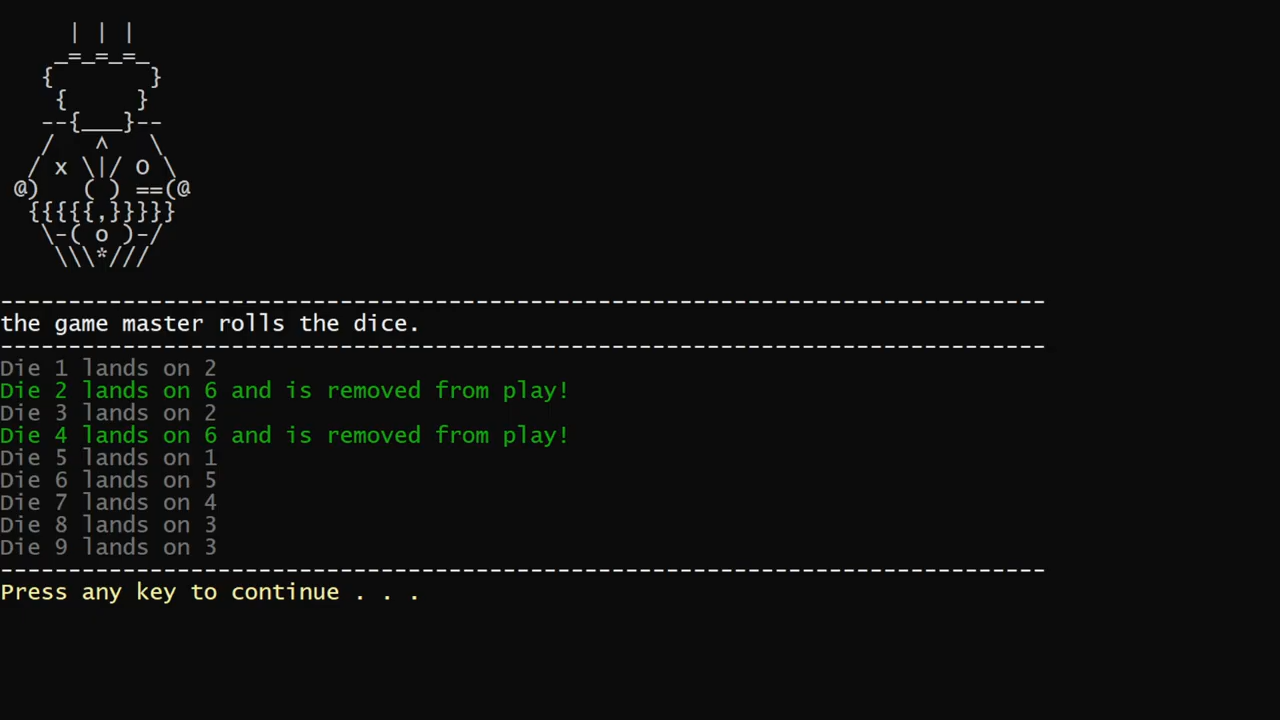 the game master rolls the dice.
Die 1 lands on 2
Die 2 lands on 6 and is removed from play!
Die 3 lands on 2
Die 4 lands on 6 and is removed from play!
Die 5 lands on 1
Die 6 lands on 5
Die 7 lands on 4
Die 8 lands on 3
Die 9 lands on 3
Press any key to continue . . .